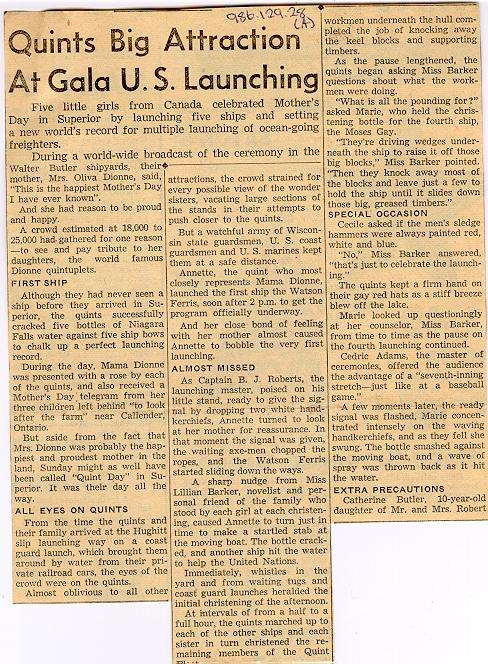 986.129.28
(A)
Quints Big Attraction
At Gala U. S. Launching
Five little girls from Canada celebrated Mother's
Day in Superior by launching five ships and setting
a new world's record for multiple launching of ocean-going
freighters.
During a world-wide broadcast of the ceremony in the
Walter Butler shipyards, their
mother, Mrs. Oliva Dionne, said,
"This is the happiest Mother's Day
I have ever known".
And she had reason to be proud
and happy.
A crowd estimated at 18,000 to
25,000 had gathered for one reason
—to see and pay tribute to her
daughters, the world famous
Dionne quintuplets.
FIRST SHIP
Although they had never seen a
ship before they arrived in Su-
perior, the quints successfully
cracked five bottles of Niagara
Falls water against five ship bows
to chalk up a perfect launching
record.
During the day, Mama Dionne
was presented with a rose by each
of the quints, and also received a
Mother's Day telegram from her
three children left behind "to look
after the farm" near Callender,
Ontario.
But aside from the fact that
Mrs. Dionne was probably the hap-
piest and proudest mother in the
land, Sunday might as well have
been called "Quint Day" in Su-
perior. It was their day all the
way.
ALL EYES ON QUINTS
From the time the quints and
their family arrived at the Hughitt
slip launching way on a coast
guard launch, which brought them
around by water from their pri-
vate railroad cars, the eyes of the
crowd were on the quints.
Almost oblivious to all other
attractions, the crowd strained for
every possible view of the wonder
sisters, vacating large sections of
the stands in their attempts to
push closer to the quints.
But a watchful army of Wiscon-
sin state guardsmen, U. S. coast
guardsmen and U. S. marines kept
them at a safe distance.
Annette, the quint who most
closely represents Mama Dionne,
launched the first ship the Watson
Ferris, soon after 2 p.m. to get the
program officially underway.
And her close bond of feeling
with her mother almost caused
Annette to bobble the very first
launching.
ALMOST MISSED
As Captain B. J. Roberts, the
launching master, poised on his
little stand, ready to give the sig-
nal by dropping two white hand-
kerchiefs, Annette turned to look
at her mother for reassurance. In
that moment the signal was given,
the waiting axe-men chopped the
ropes, and the Watson Ferris
started sliding down the ways.
A sharp nudge from Miss
Lillian Barker, novelist and per-
sonal friend of the family who
stood by each girl at each christen-
ing, caused Annette to turn just in
time to make a startled stab at
the moving boat. The bottle crack-
ed, and another ship hit the water
to help the United Nations.
Immediately, whistles in the
yard and from waiting tugs and
coast guard launches heralded the
initial christening of the afternoon.
At intervals of from a half to a
full hour, the quints marched up to
each of the other ships and each
sister in turn christened the re-
maining members of the Quint
workmen underneath the hull com-
pleted the job of knocking away
the keel blocks and supporting
timbers.
As the pause lengthened, the
quints began asking Miss Barker
questions about what the work-
men were doing.
"What is all the pounding for?"
asked Marie, who held the chris-
tening bottle for the fourth ship,
the Moses Gay.
"They're driving wedges under-
neath the ship to raise it off those
big blocks," Miss Barker pointed.
"Then they knock away most of
the blocks and leave just a few to
hold the ship until it slides down
those big, greased timbers."
SPECIAL OCCASION
Cecile asked if the men's sledge
hammers were always painted red,
white and blue.
"No," Miss Barker answered,
"that's just to celebrate the launch-
ing."
The quints kept a firm hand on
their gay red hats as a stiff breeze
blew off the lake.
Marie looked up questioningly
at her counselor, Miss Barker,
from time to time as the pause on
the fourth launching continued.
Cedric Adams, the master of
ceremonies, offered the audience
the advantage of a "seventh-inning
stretch—just like at a baseball
game."
A few moments later, the ready
signal was flashed, Marie concen-
trated intensely on the waving
handkerchiefs, and as they fell she
swung. The bottle smashed against
the moving boat, and a wave of
spray was thrown back as it hit
the water.
EXTRA PRECAUTIONS
Catherine Butler, 10-year-old
daughter of Mr. and Mrs. Robert